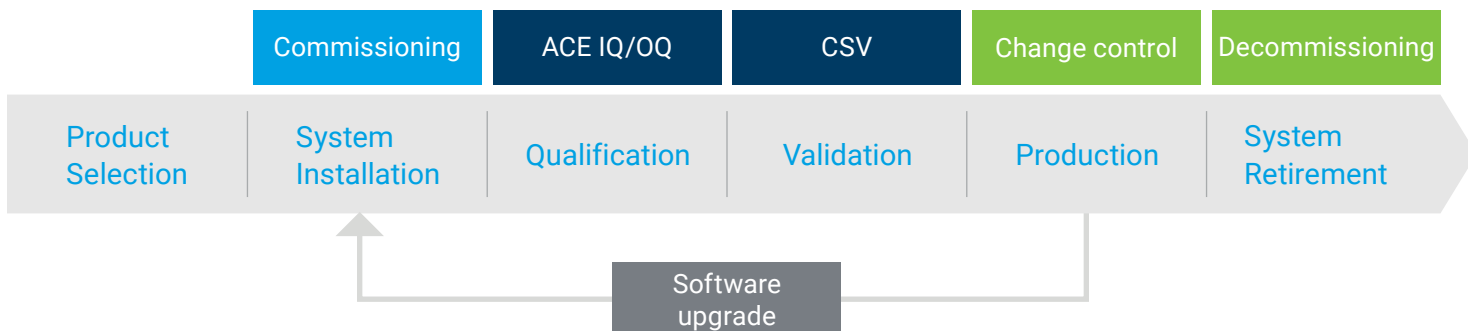 Commissioning
ACE IQ/OQ
CSV
Change control
Decommissioning
Product
Selection
System
Installation
Qualification
Validation
Production
System
Retirement
Software
upgrade